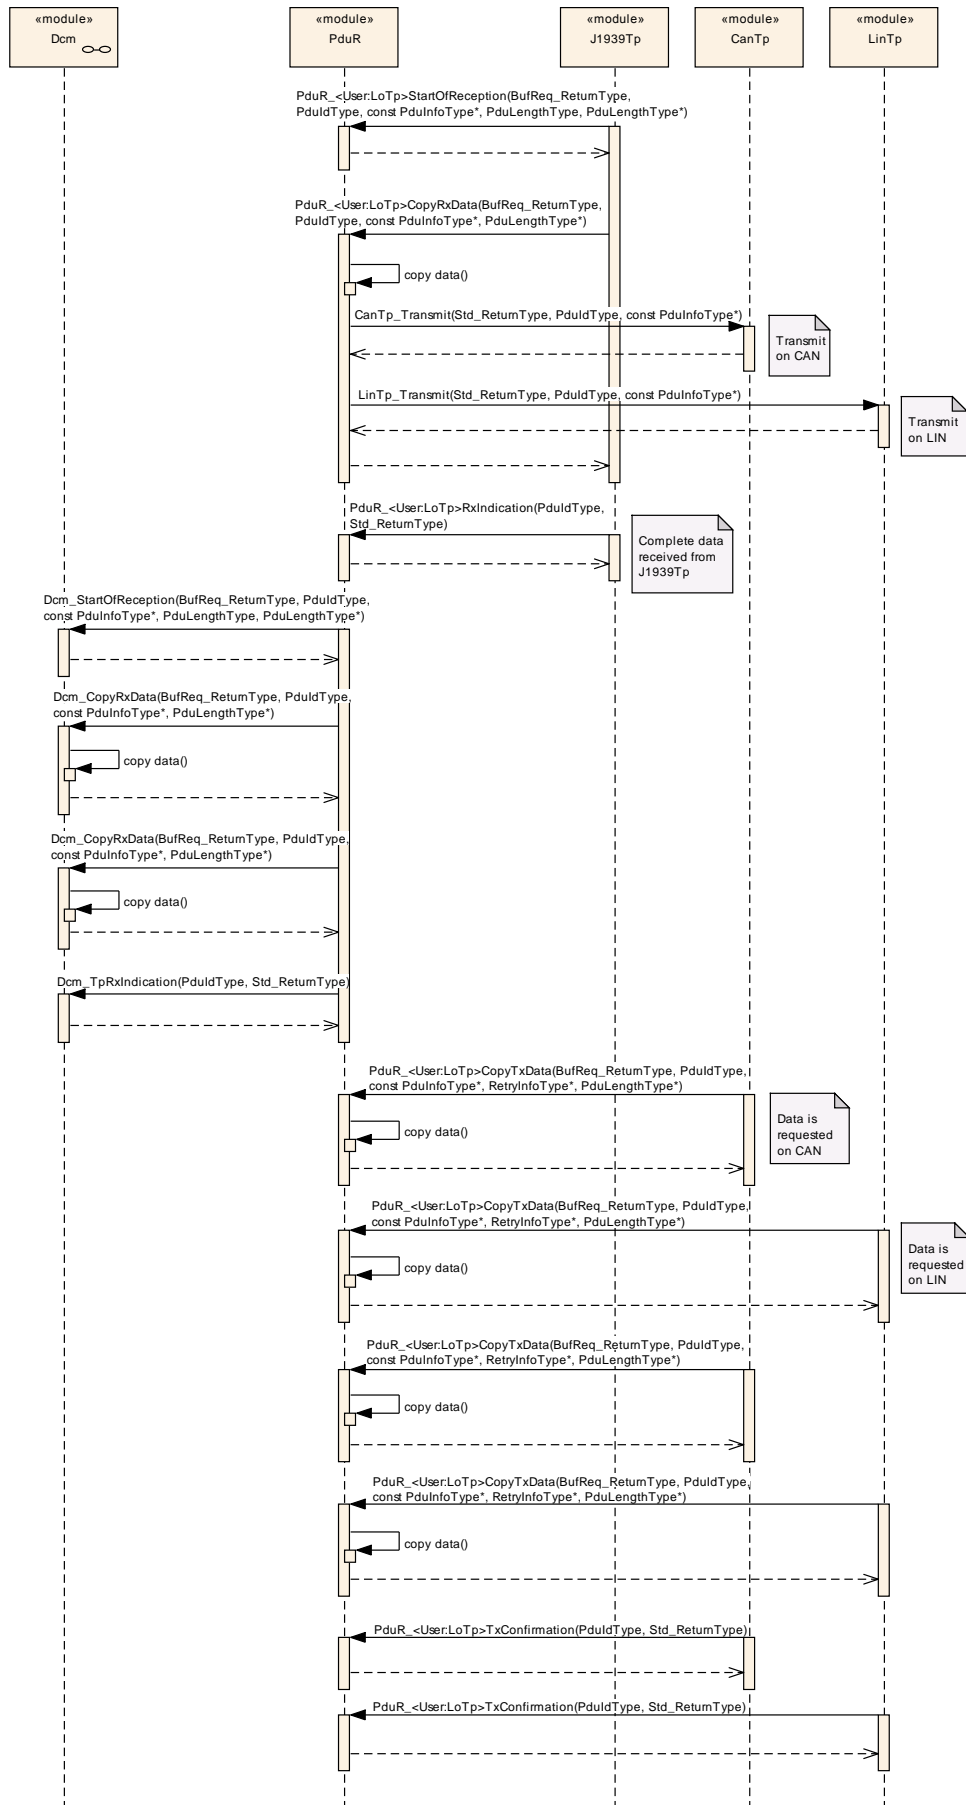 «module»
Dcm
«module»
PduR
«module»
J1939Tp
«module»
CanTp
«module»
LinTp
PduR_<User:LoTp>StartOfReception(BufReq_ReturnType,
PduIdType, const PduInfoType*, PduLengthType, PduLengthType*)
PduR_<User:LoTp>CopyRxData(BufReq_ReturnType,
PduIdType, const PduInfoType*, PduLengthType*)
copy data()
CanTp_Transmit(Std_ReturnType, PduIdType, const PduInfoType*)
Transmit
on CAN
LinTp_Transmit(Std_ReturnType, PduIdType, const PduInfoType*)
Transmit
on LIN
PduR_<User:LoTp>RxIndication(PduIdType,
Std_ReturnType)
Complete data
received from
J1939Tp
Dcm_StartOfReception(BufReq_ReturnType, PduIdType,
const PduInfoType*, PduLengthType, PduLengthType*)
Dcm_CopyRxData(BufReq_ReturnType, PduIdType,
const PduInfoType*, PduLengthType*)
copy data()
Dcm_CopyRxData(BufReq_ReturnType, PduIdType,
const PduInfoType*, PduLengthType*)
copy data()
Dcm_TpRxIndication(PduIdType, Std_ReturnType)
PduR_<User:LoTp>CopyTxData(BufReq_ReturnType, PduIdType,
const PduInfoType*, RetryInfoType*, PduLengthType*)
copy data()
Data is
requested
on CAN
PduR_<User:LoTp>CopyTxData(BufReq_ReturnType, PduIdType,
const PduInfoType*, RetryInfoType*, PduLengthType*)
copy data()
Data is
requested
on LIN
PduR_<User:LoTp>CopyTxData(BufReq_ReturnType, PduIdType,
const PduInfoType*, RetryInfoType*, PduLengthType*)
copy data()
PduR_<User:LoTp>CopyTxData(BufReq_ReturnType, PduIdType,
const PduInfoType*, RetryInfoType*, PduLengthType*)
copy data()
PduR_<User:LoTp>TxConfirmation(PduIdType, Std_ReturnType)
PduR_<User:LoTp>TxConfirmation(PduIdType, Std_ReturnType)